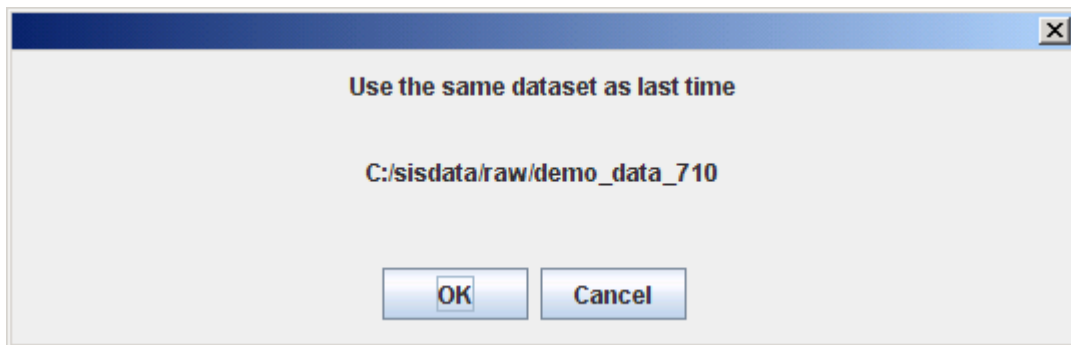 Use the same dataset as last time
C:/sisdata/raw/demo_data_710
OK Cancel